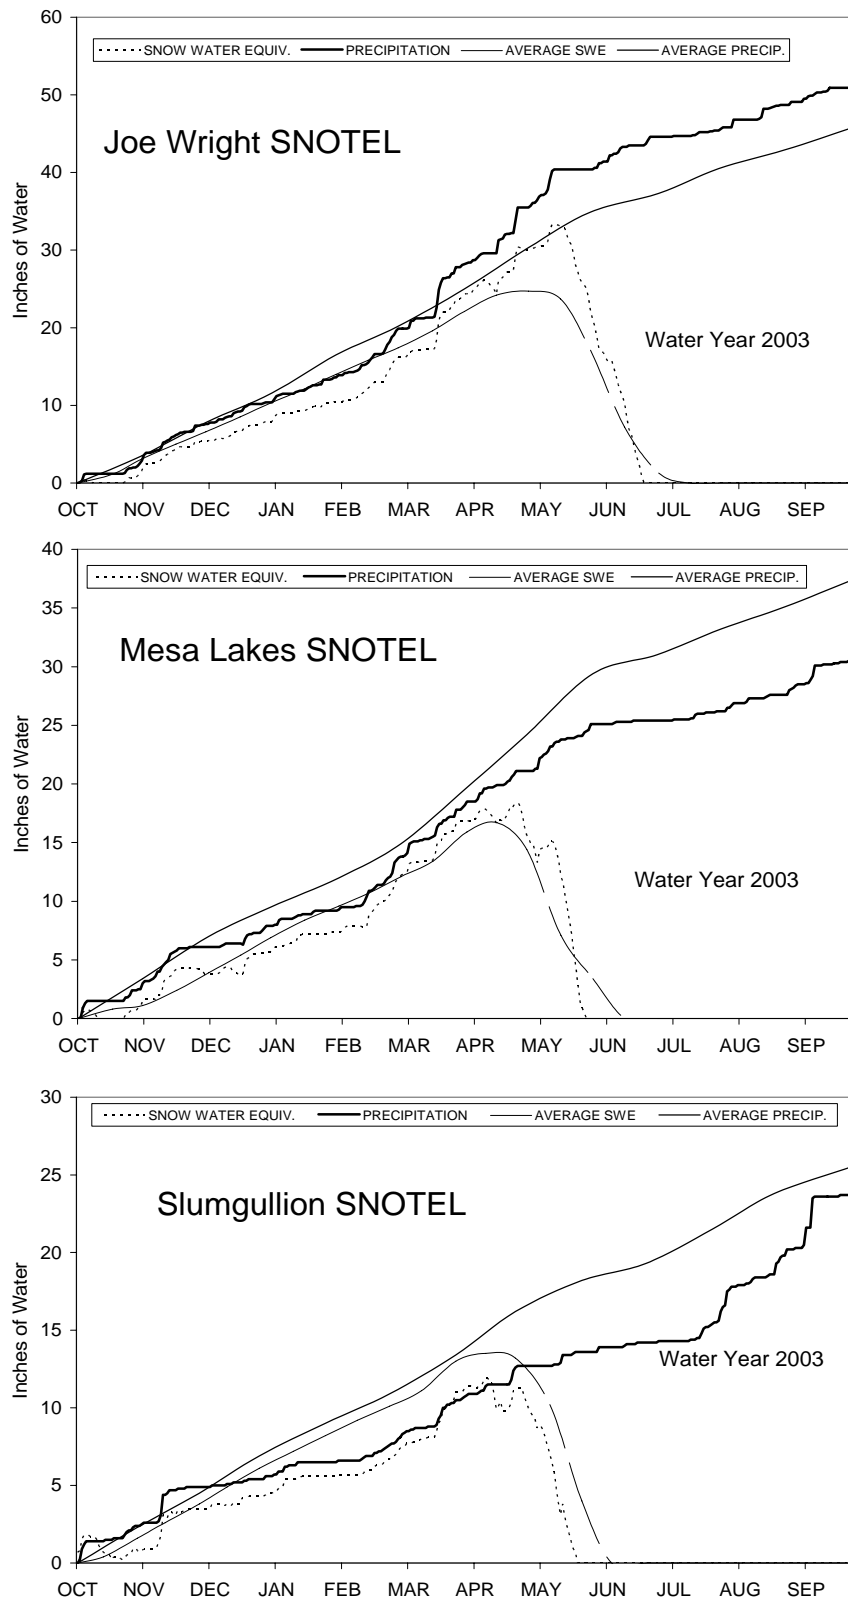 60
SNOW WATER EQUIV. PRECIPITATION AVERAGE SWE AVERAGE PRECIP.
50
Joe Wright SNOTEL
40
Inches of Water
30
20
Water Year 2003
10
0
OCT NOV DEC JAN FEB MAR APR MAY JUN JUL AUG SEP
40
SNOW WATER EQUIV. PRECIPITATION AVERAGE SWE AVERAGE PRECIP.
35
Mesa Lakes SNOTEL
30
25
Inches of Water
20
15
Water Year 2003
10
5
0
OCT NOV DEC JAN FEB MAR APR MAY JUN JUL AUG SEP
30
SNOW WATER EQUIV. PRECIPITATION AVERAGE SWE AVERAGE PRECIP.
25
Slumgullion SNOTEL
20
Inches of Water
15
Water Year 2003
10
5
0
OCT NOV DEC JAN FEB MAR APR MAY JUN JUL AUG SEP